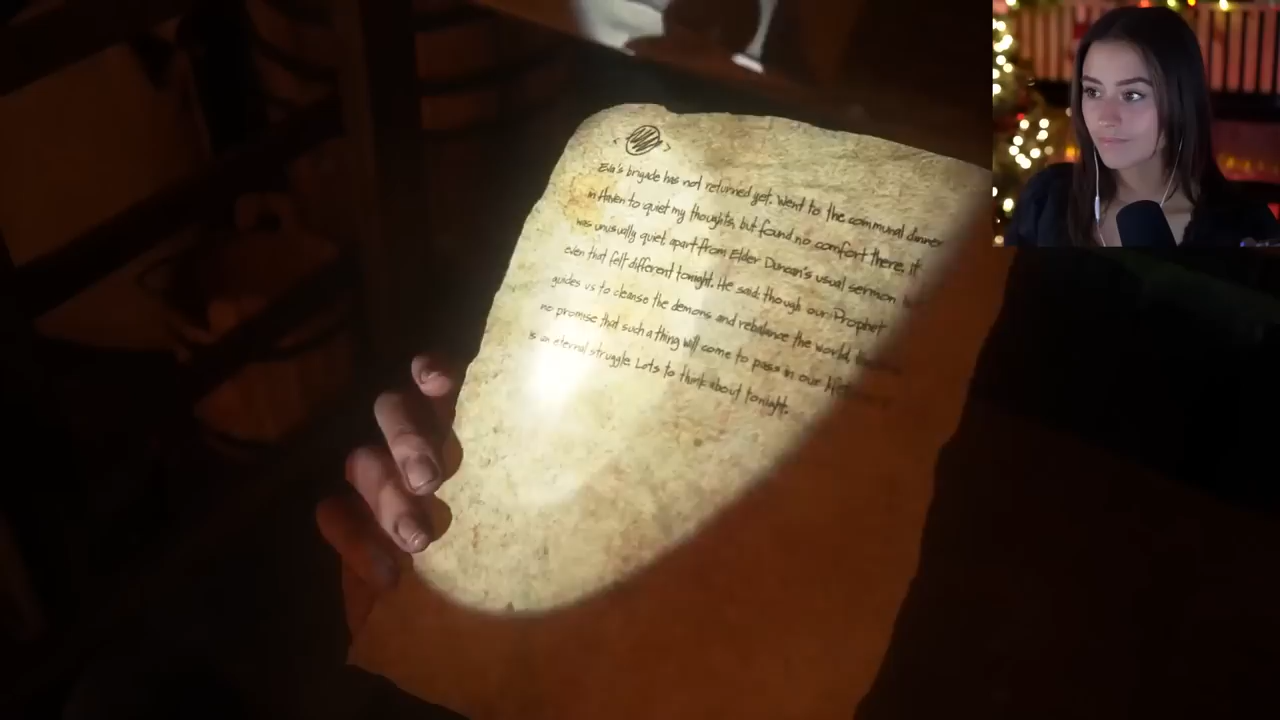 Eva's brigade has not returned yet. Went to the communal dinner
in Haven to quiet my thoughts, but found no comfort there. It
was unusually quiet, apart from Elder Duncan's usual sermon
even that felt different tonight. He said: though our Prophet
guides us to cleanse the demons and rebalance the world,
no promise that such a thing will come to pass in our
is an eternal struggle. Lots to think about tonight.